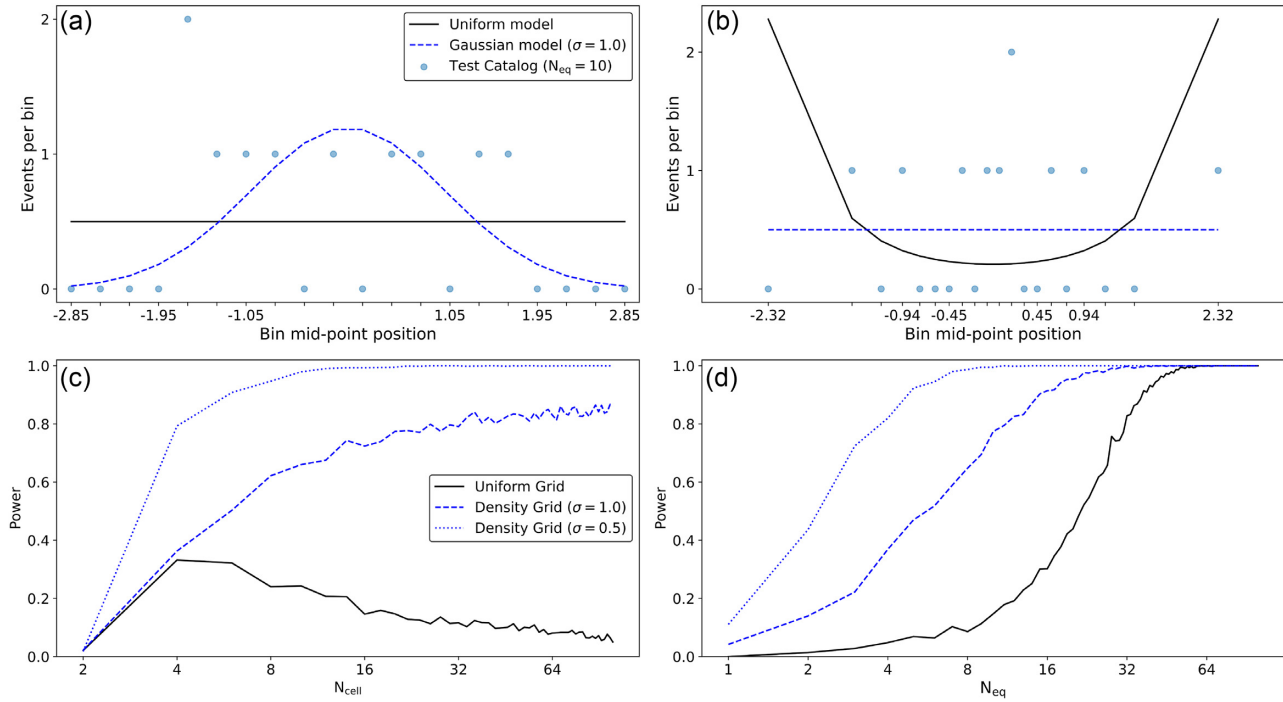 (a)
Uniform model
Gaussian model (σ = 1.0)
Test Catalog (N_eq = 10)
Events per bin
2
1
0
-2.85
-1.95
-1.05
1.05
1.95
2.85
Bin mid-point position
(b)
Events per bin
2
1
0
-2.32
-0.94
-0.45
0.45
0.94
2.32
Bin mid-point position
(c)
Power
1.0
0.8
0.6
0.4
0.2
0.0
Uniform Grid
Density Grid (σ = 1.0)
Density Grid (σ = 0.5)
2
4
8
16
32
64
N_cell
(d)
Power
1.0
0.8
0.6
0.4
0.2
0.0
1
2
4
8
16
32
64
N_eq